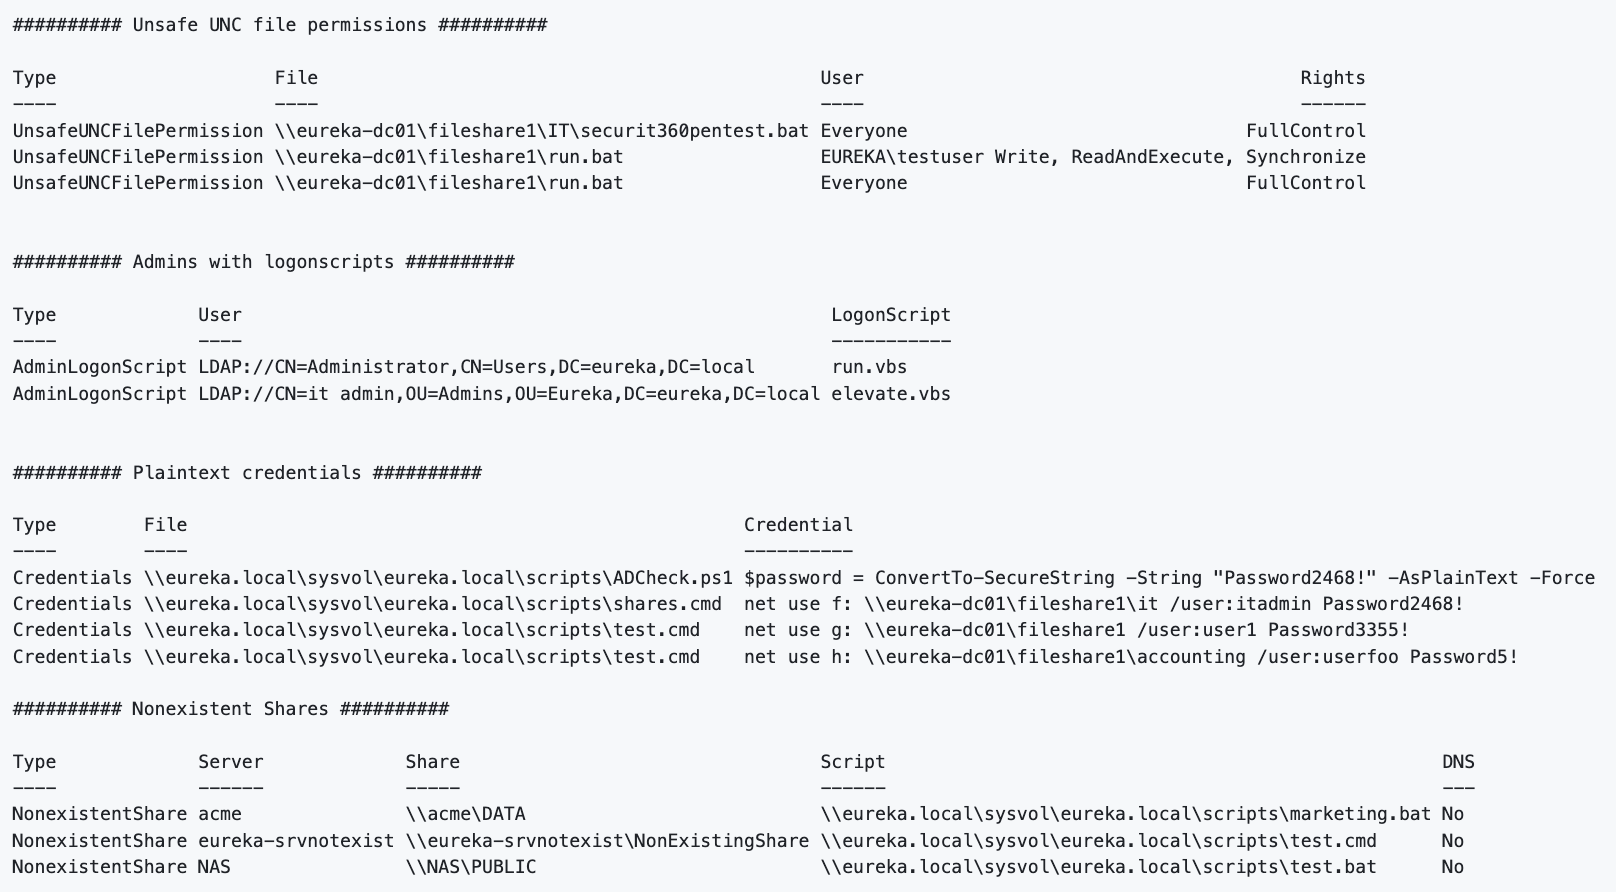 ########## Unsafe UNC file permissions ##########
Type File User Rights
---- ---- ---- ------
UnsafeUNCFilePermission \\eureka-dc01\fileshare1\IT\securit360pentest.bat Everyone FullControl
UnsafeUNCFilePermission \\eureka-dc01\fileshare1\run.bat EUREKA\testuser Write, ReadAndExecute, Synchronize
UnsafeUNCFilePermission \\eureka-dc01\fileshare1\run.bat Everyone FullControl
########## Admins with logonscripts ##########
Type User LogonScript
---- ---- -----------
AdminLogonScript LDAP://CN=Administrator,CN=Users,DC=eureka,DC=local run.vbs
AdminLogonScript LDAP://CN=it admin,OU=Admins,OU=Eureka,DC=eureka,DC=local elevate.vbs
########## Plaintext credentials ##########
Type File Credential
---- ---- ----------
Credentials \\eureka.local\sysvol\eureka.local\scripts\ADCheck.ps1 $password = ConvertTo-SecureString -String "Password2468!" -AsPlainText -Force
Credentials \\eureka.local\sysvol\eureka.local\scripts\shares.cmd net use f: \\eureka-dc01\fileshare1\it /user:itadmin Password2468!
Credentials \\eureka.local\sysvol\eureka.local\scripts\test.cmd net use g: \\eureka-dc01\fileshare1 /user:user1 Password3355!
Credentials \\eureka.local\sysvol\eureka.local\scripts\test.cmd net use h: \\eureka-dc01\fileshare1\accounting /user:userfoo Password5!
########## Nonexistent Shares ##########
Type Server Share Script DNS
---- ------ ----- ------ ---
NonexistentShare acme \\acme\DATA \\eureka.local\sysvol\eureka.local\scripts\marketing.bat No
NonexistentShare eureka-srvnotexist \\eureka-srvnotexist\NonExistingShare \\eureka.local\sysvol\eureka.local\scripts\test.cmd No
NonexistentShare NAS \\NAS\PUBLIC \\eureka.local\sysvol\eureka.local\scripts\test.bat No